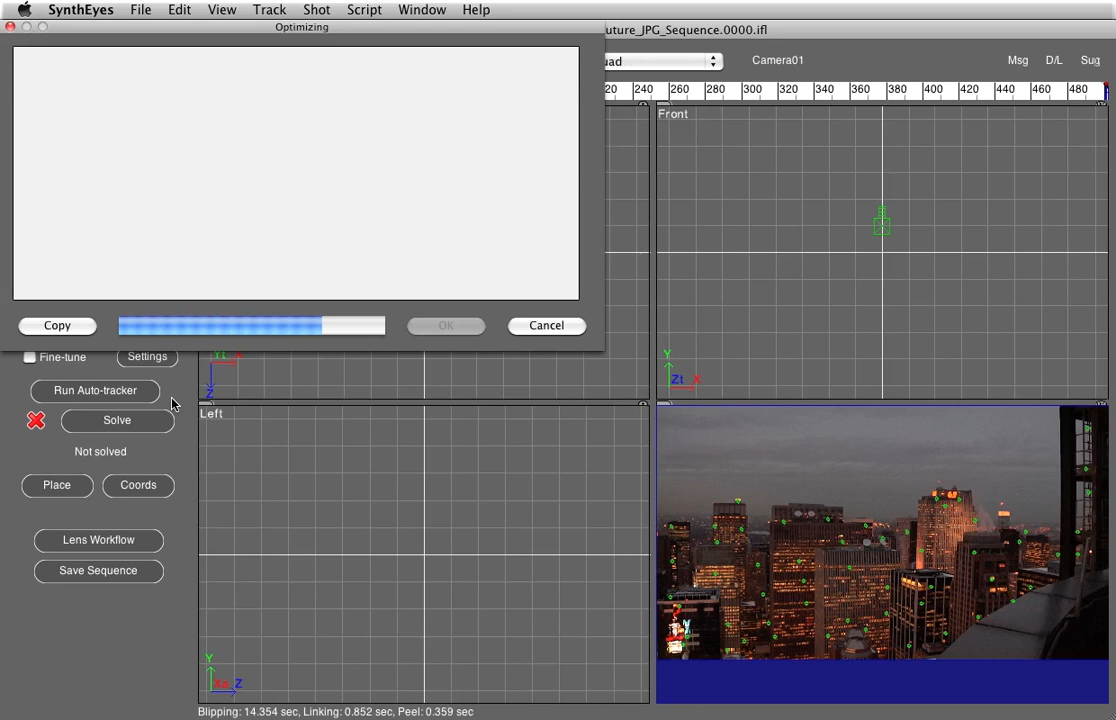 SynthEyes File Edit View Track Shot Script Window Help
Optimizing
uture_JPG_Sequence.0000.ifl
uad
Camera01
Msg D/L Sug
20 260 280 300 320 340 360 380 400 420 440 460 480
Front
Copy OK Cancel
Fine-tune Settings
Yt X
Z
Y
Zt X
Run Auto-tracker
Solve
Left
Not solved
Place Coords
Lens Workflow
Save Sequence
Y
Xs Z
Blipping: 14.354 sec, Linking: 0.852 sec, Peel: 0.359 sec